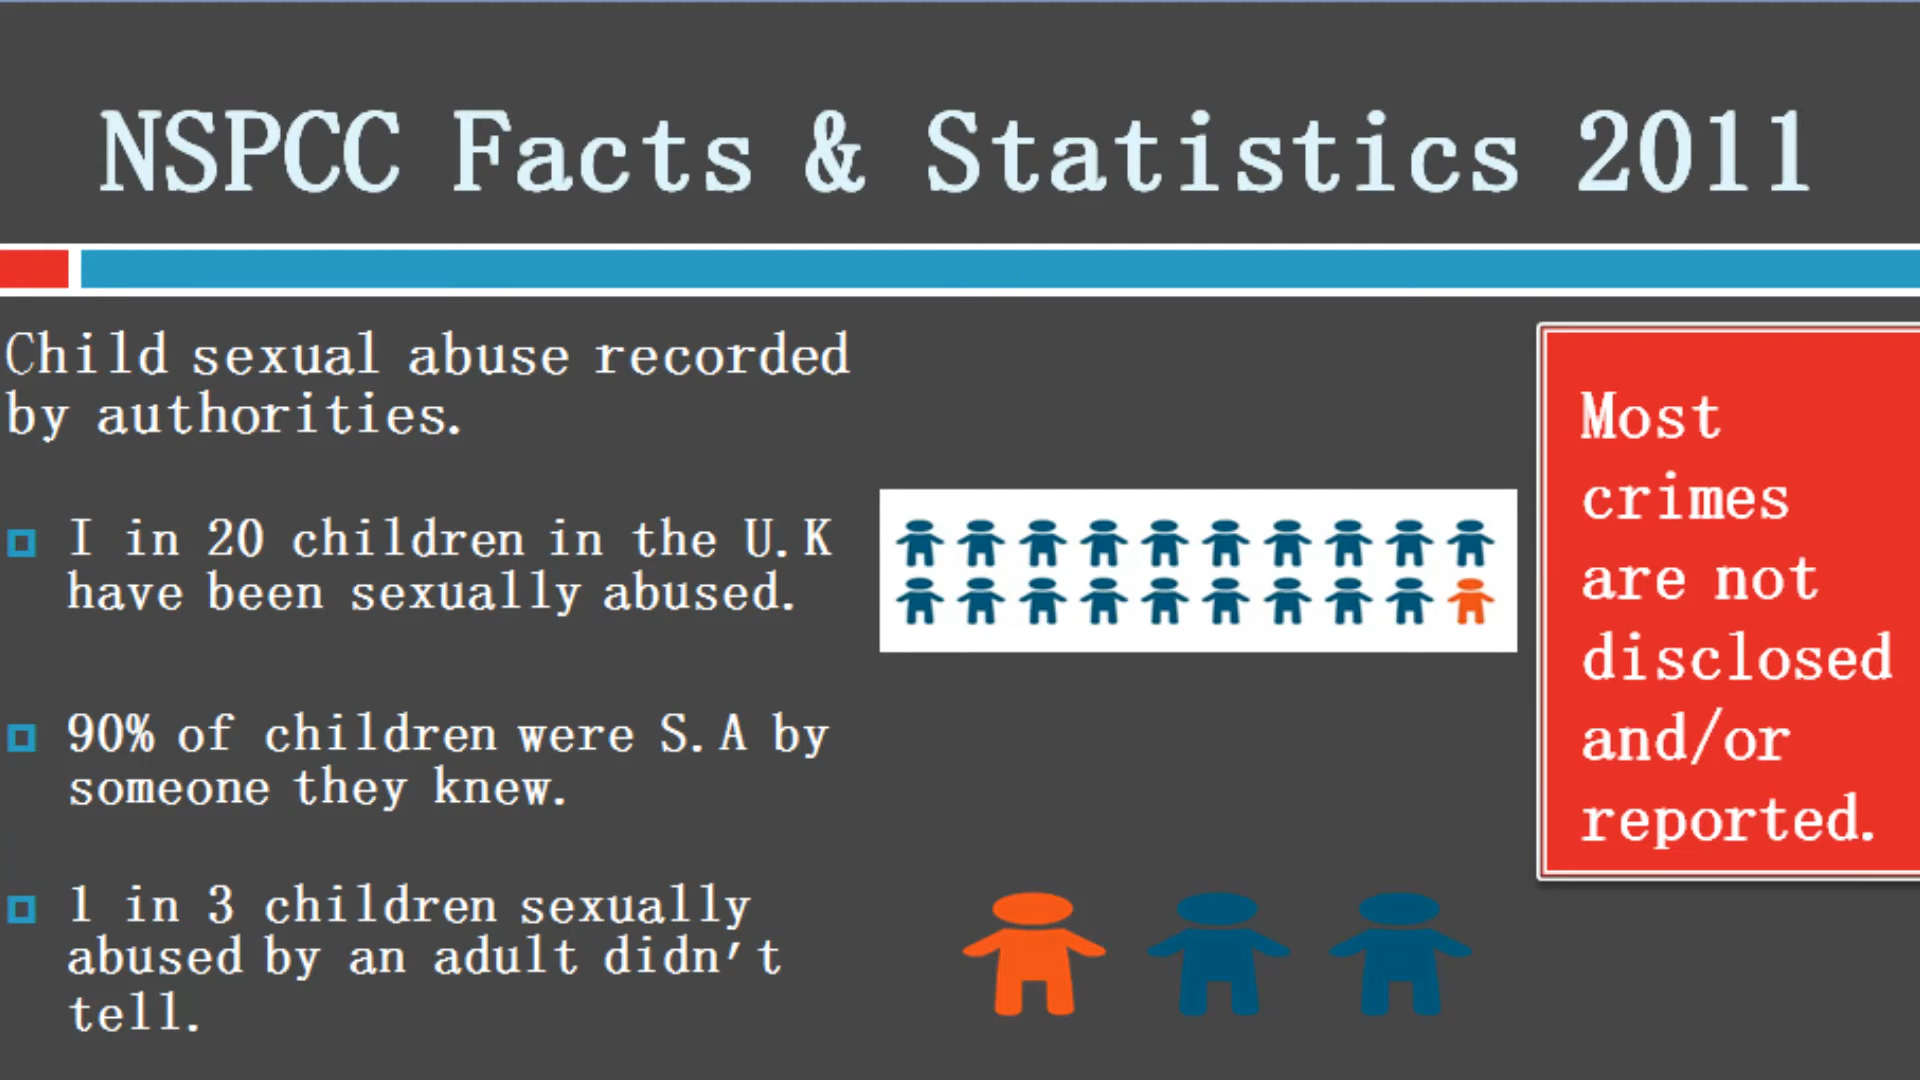 NSPCC Facts & Statistics 2011
Child sexual abuse recorded
by authorities.
I in 20 children in the U.K
have been sexually abused.
90% of children were S.A by
someone they knew.
1 in 3 children sexually
abused by an adult didn't
tell.
Most
crimes
are not
disclosed
and/or
reported.